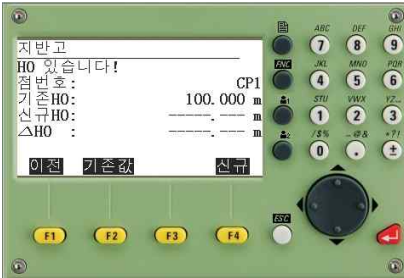 지반고
HO 있습니다!
점번호: CP1
기존HO: 100.000 m
신규HO: -----.--- m
△HO : -----.--- m
이전 기존값 신규
F1 F2 F3 F4
ABC DEF GHI
7 8 9
FNC JKL MNO PQR
4 5 6
STU VWX YZ...
1 2 3
/$% _@& *?!
0 . ±
ESC